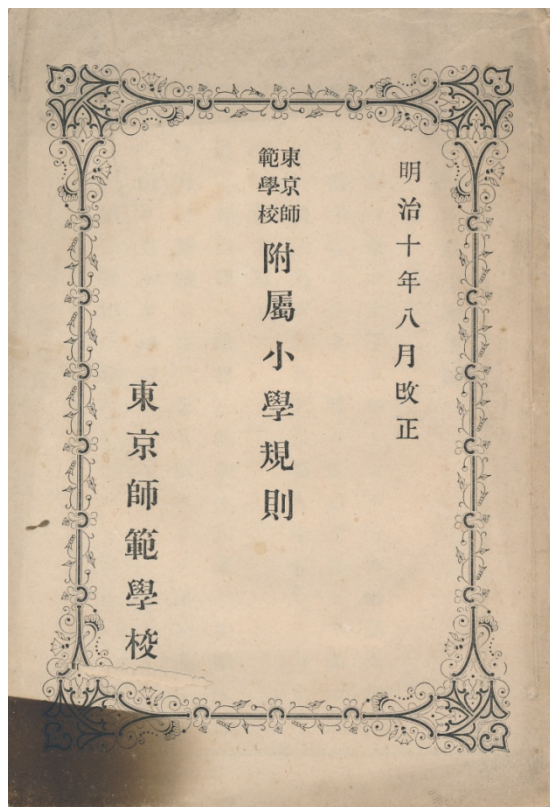 明治十年八月改正
東京師
範學校
附屬小學規則
東京師範學校